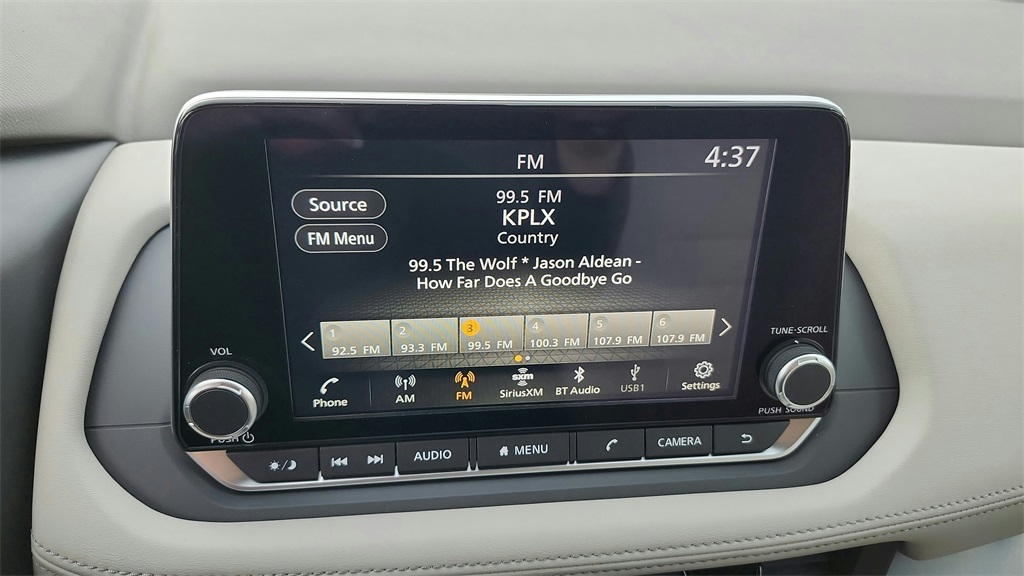 FM
4:37
Source
FM Menu
99.5 FM
KPLX
Country
99.5 The Wolf * Jason Aldean -
How Far Does A Goodbye Go
1 2 3 4 5 6
92.5 FM 93.3 FM 99.5 FM 100.3 FM 107.9 FM 107.9 FM
sxm
Phone AM FM SiriusXM BT Audio USB1 Settings
VOL
PUSH
TUNE-SCROLL
PUSH SOUND
AUDIO MENU CAMERA